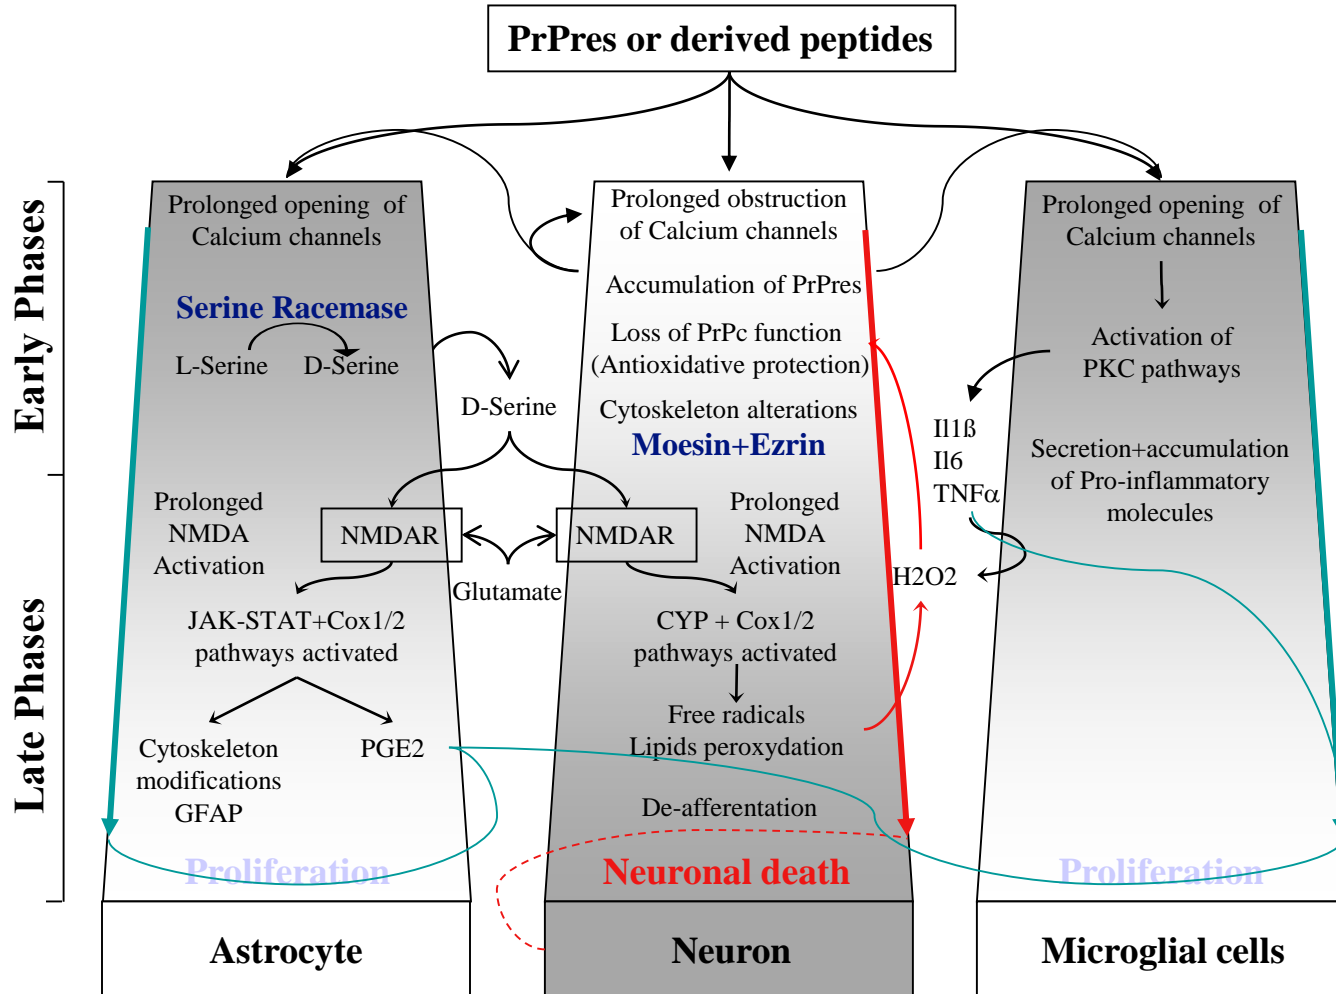 PrPres or derived peptides
Early Phases
Late Phases
Prolonged opening of
Calcium channels
Serine Racemase
L-Serine
D-Serine
Prolonged
NMDA
Activation
NMDAR
JAK-STAT+Cox1/2
pathways activated
Cytoskeleton
modifications
GFAP
PGE2
Proliferation
Astrocyte
D-Serine
Glutamate
Prolonged obstruction
of Calcium channels
Accumulation of PrPres
Loss of PrPc function
(Antioxidative protection)
Cytoskeleton alterations
Moesin+Ezrin
NMDAR
Prolonged
NMDA
Activation
CYP + Cox1/2
pathways activated
Free radicals
Lipids peroxydation
De-afferentation
Neuronal death
Neuron
Il1ß
Il6
TNFα
H2O2
Prolonged opening of
Calcium channels
Activation of
PKC pathways
Secretion+accumulation
of Pro-inflammatory
molecules
Proliferation
Microglial cells